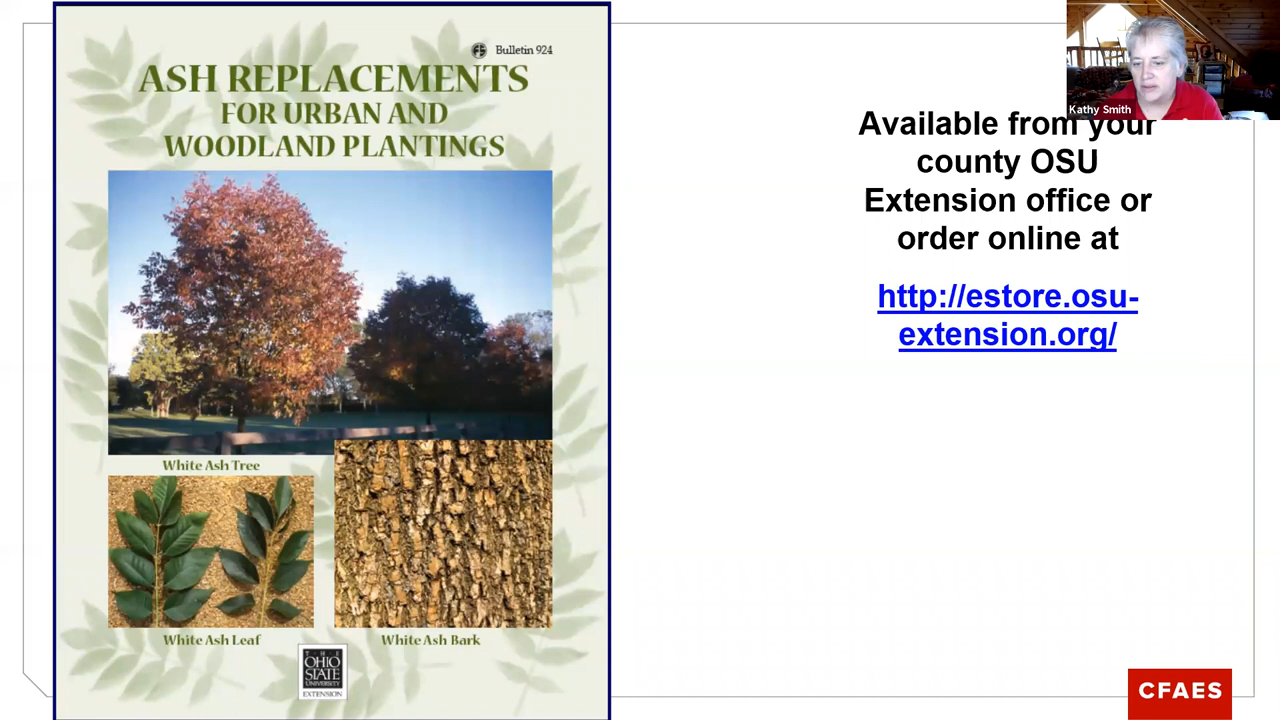 Bulletin 924
ASH REPLACEMENTS
FOR URBAN AND
WOODLAND PLANTINGS
White Ash Tree
White Ash Leaf
White Ash Bark
THE
OHIO
STATE
UNIVERSITY
EXTENSION
Kathy Smith
Available from your
county OSU
Extension office or
order online at
http://estore.osu-
extension.org/
CFAES